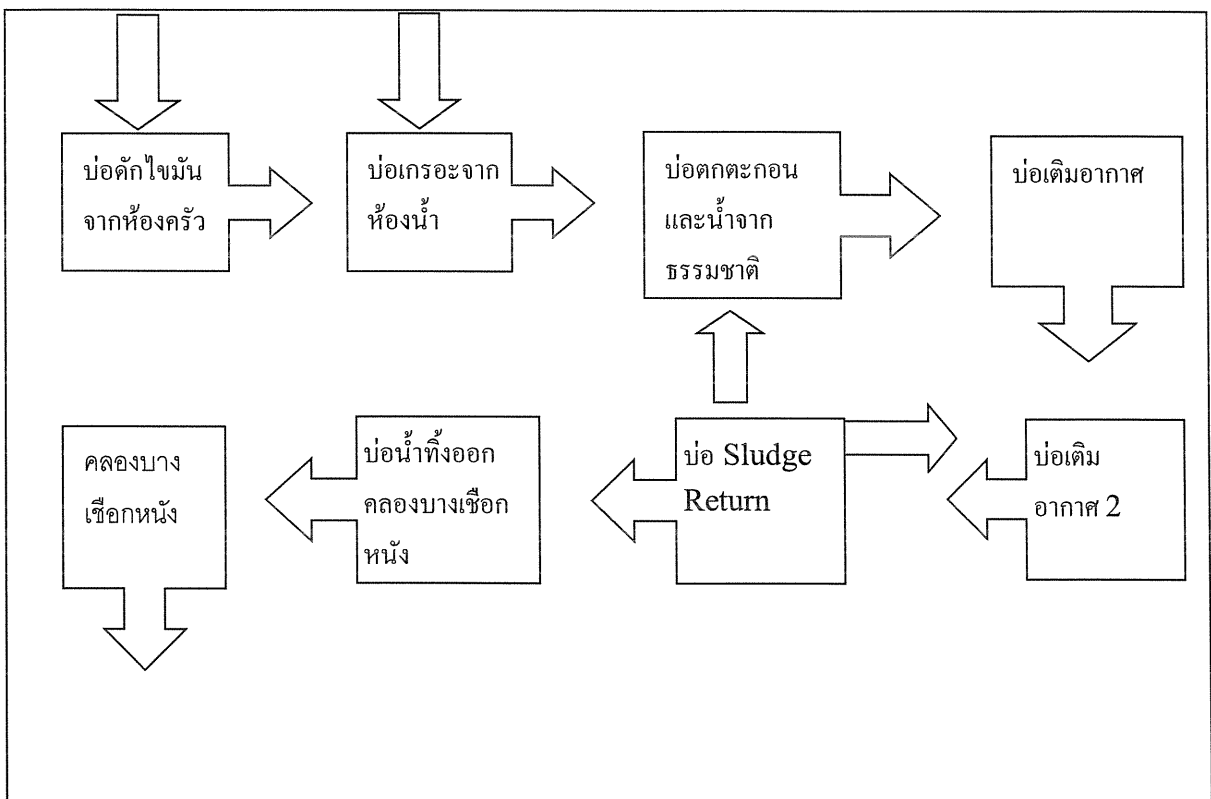 บ่อดักไขมัน
จากห้องครัว
บ่อเกรอะจาก
ห้องน้ำ
บ่อตกตะกอน
และน้ำจาก
ธรรมชาติ
บ่อเติมอากาศ
คลองบาง
เชือกหนัง
บ่อน้ำทิ้งออก
คลองบางเชือก
หนัง
บ่อ Sludge
Return
บ่อเติม
อากาศ 2